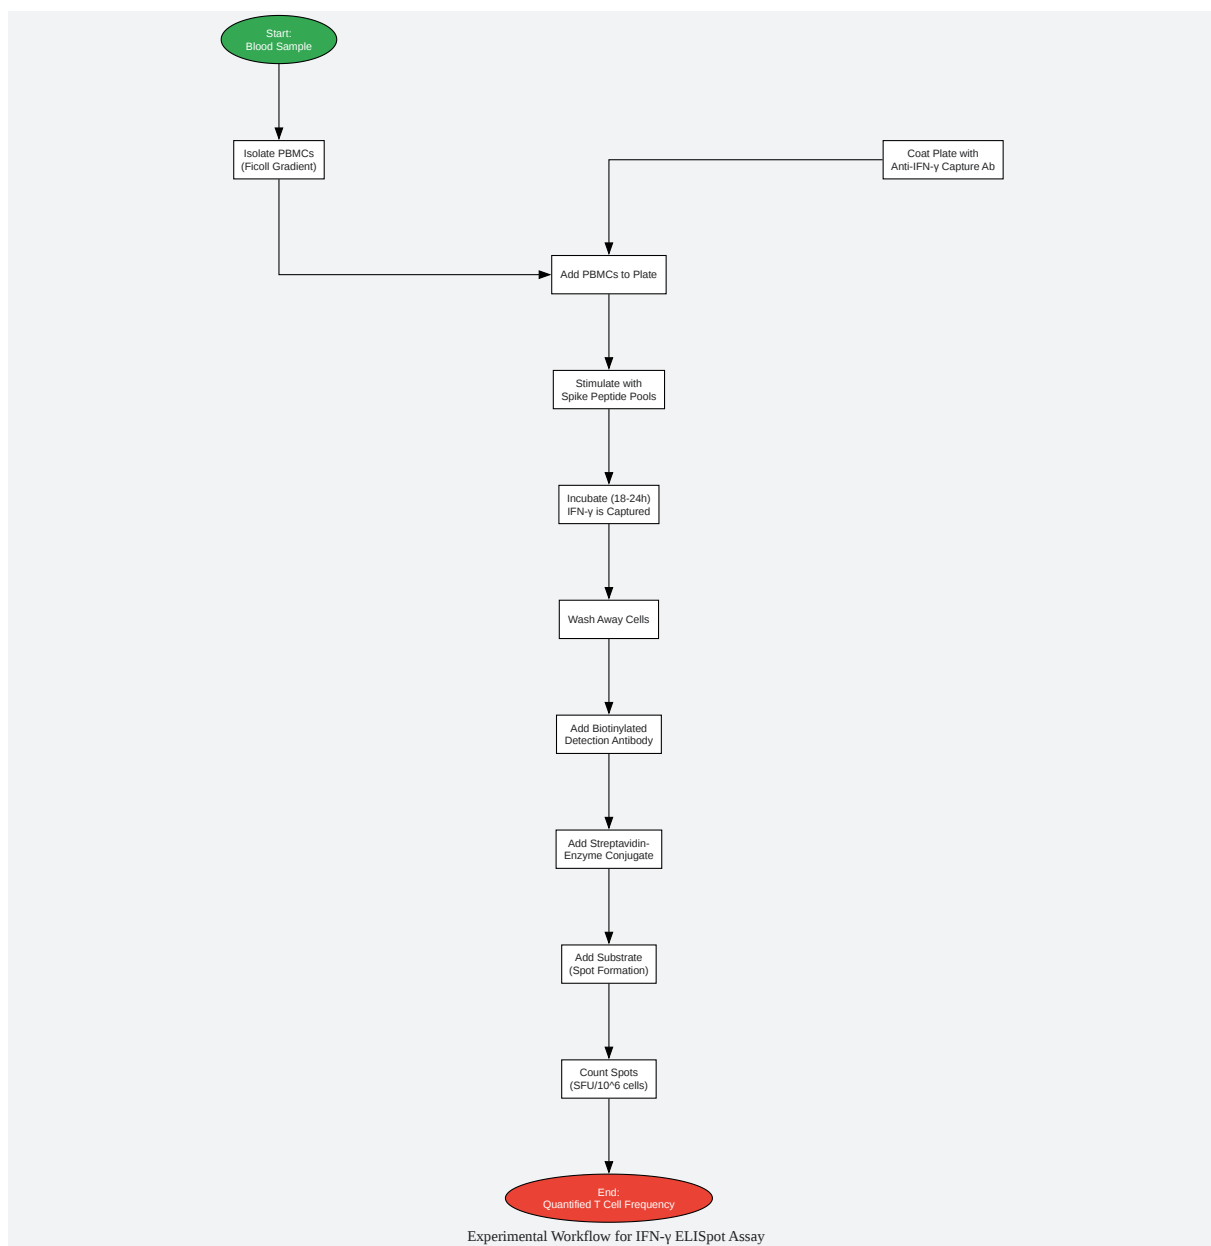 Start:
Blood Sample
Isolate PBMCs
(Ficoll Gradient)
Coat Plate with
Anti-IFN-γ Capture Ab
Add PBMCs to Plate
Stimulate with
Spike Peptide Pools
Incubate (18-24h)
IFN-γ is Captured
Wash Away Cells
Add Biotinylated
Detection Antibody
Add Streptavidin-
Enzyme Conjugate
Add Substrate
(Spot Formation)
Count Spots
(SFU/10^6 cells)
End:
Quantified T Cell Frequency
Experimental Workflow for IFN-γ ELISpot Assay